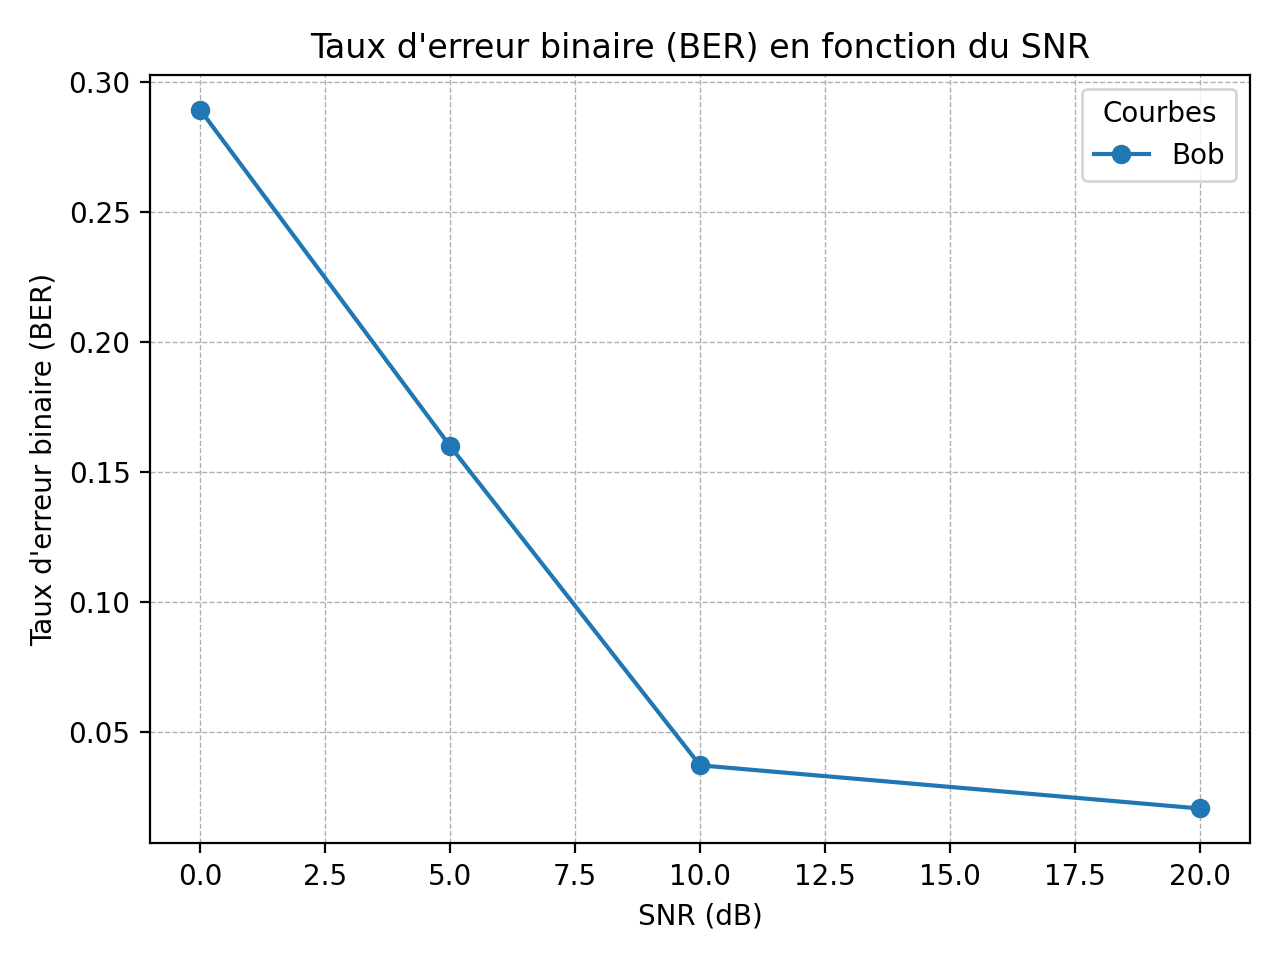 Taux d'erreur binaire (BER) en fonction du SNR
Courbes
Bob
Taux d'erreur binaire (BER)
0.30
0.25
0.20
0.15
0.10
0.05
0.0 2.5 5.0 7.5 10.0 12.5 15.0 17.5 20.0
SNR (dB)